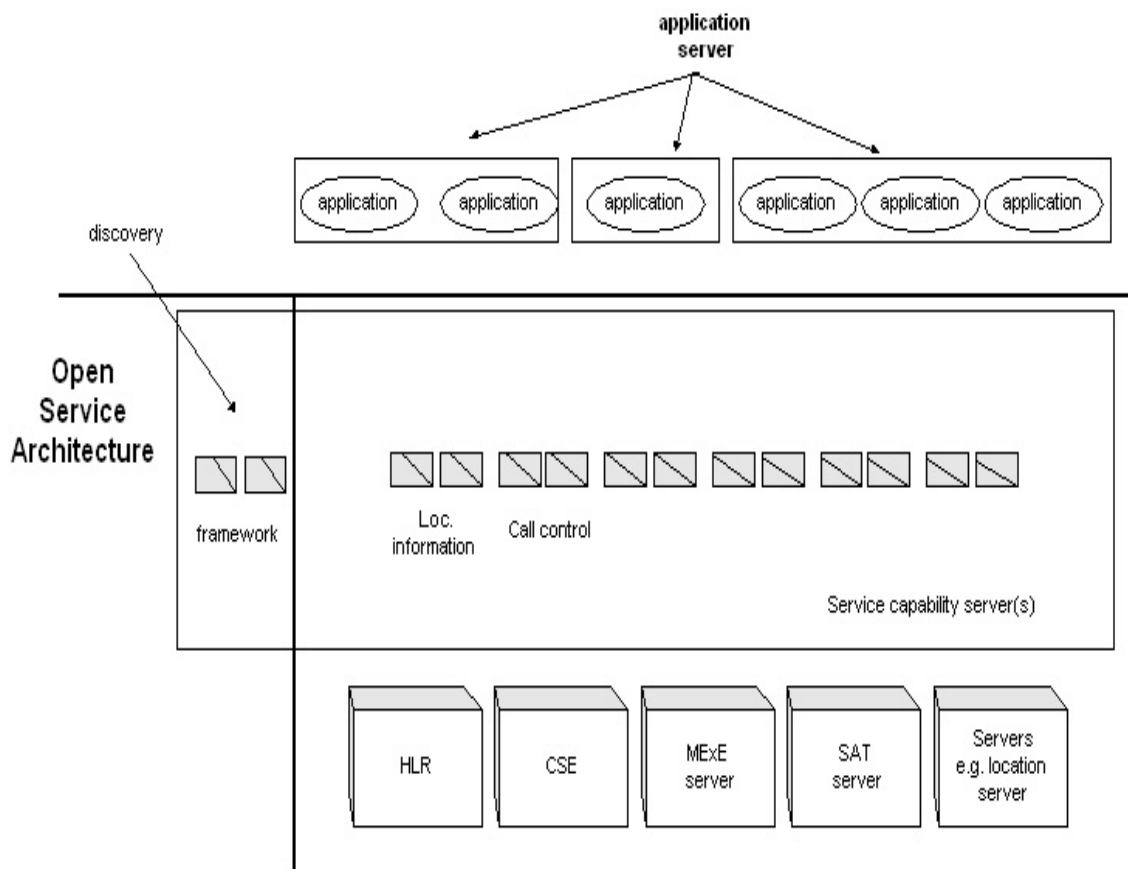 application
server
application
application
application
application
application
application
discovery
Open
Service
Architecture
framework
Loc.
information
Call control
Service capability server(s)
HLR
CSE
MExE
server
SAT
server
Servers
e.g. location
server